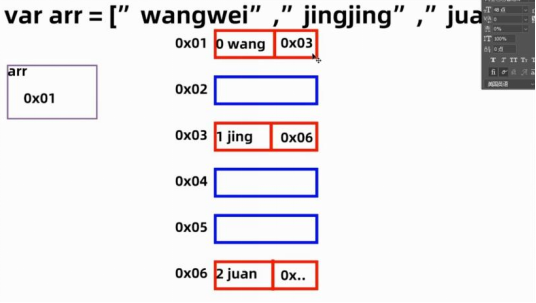 var arr = [” wangwei” ,” jingjing” ,” jua
0x01 0 wang 0x03
arr
0x01
0x02
0x03 1 jing 0x06
0x04
0x05
0x06 2 juan 0x..